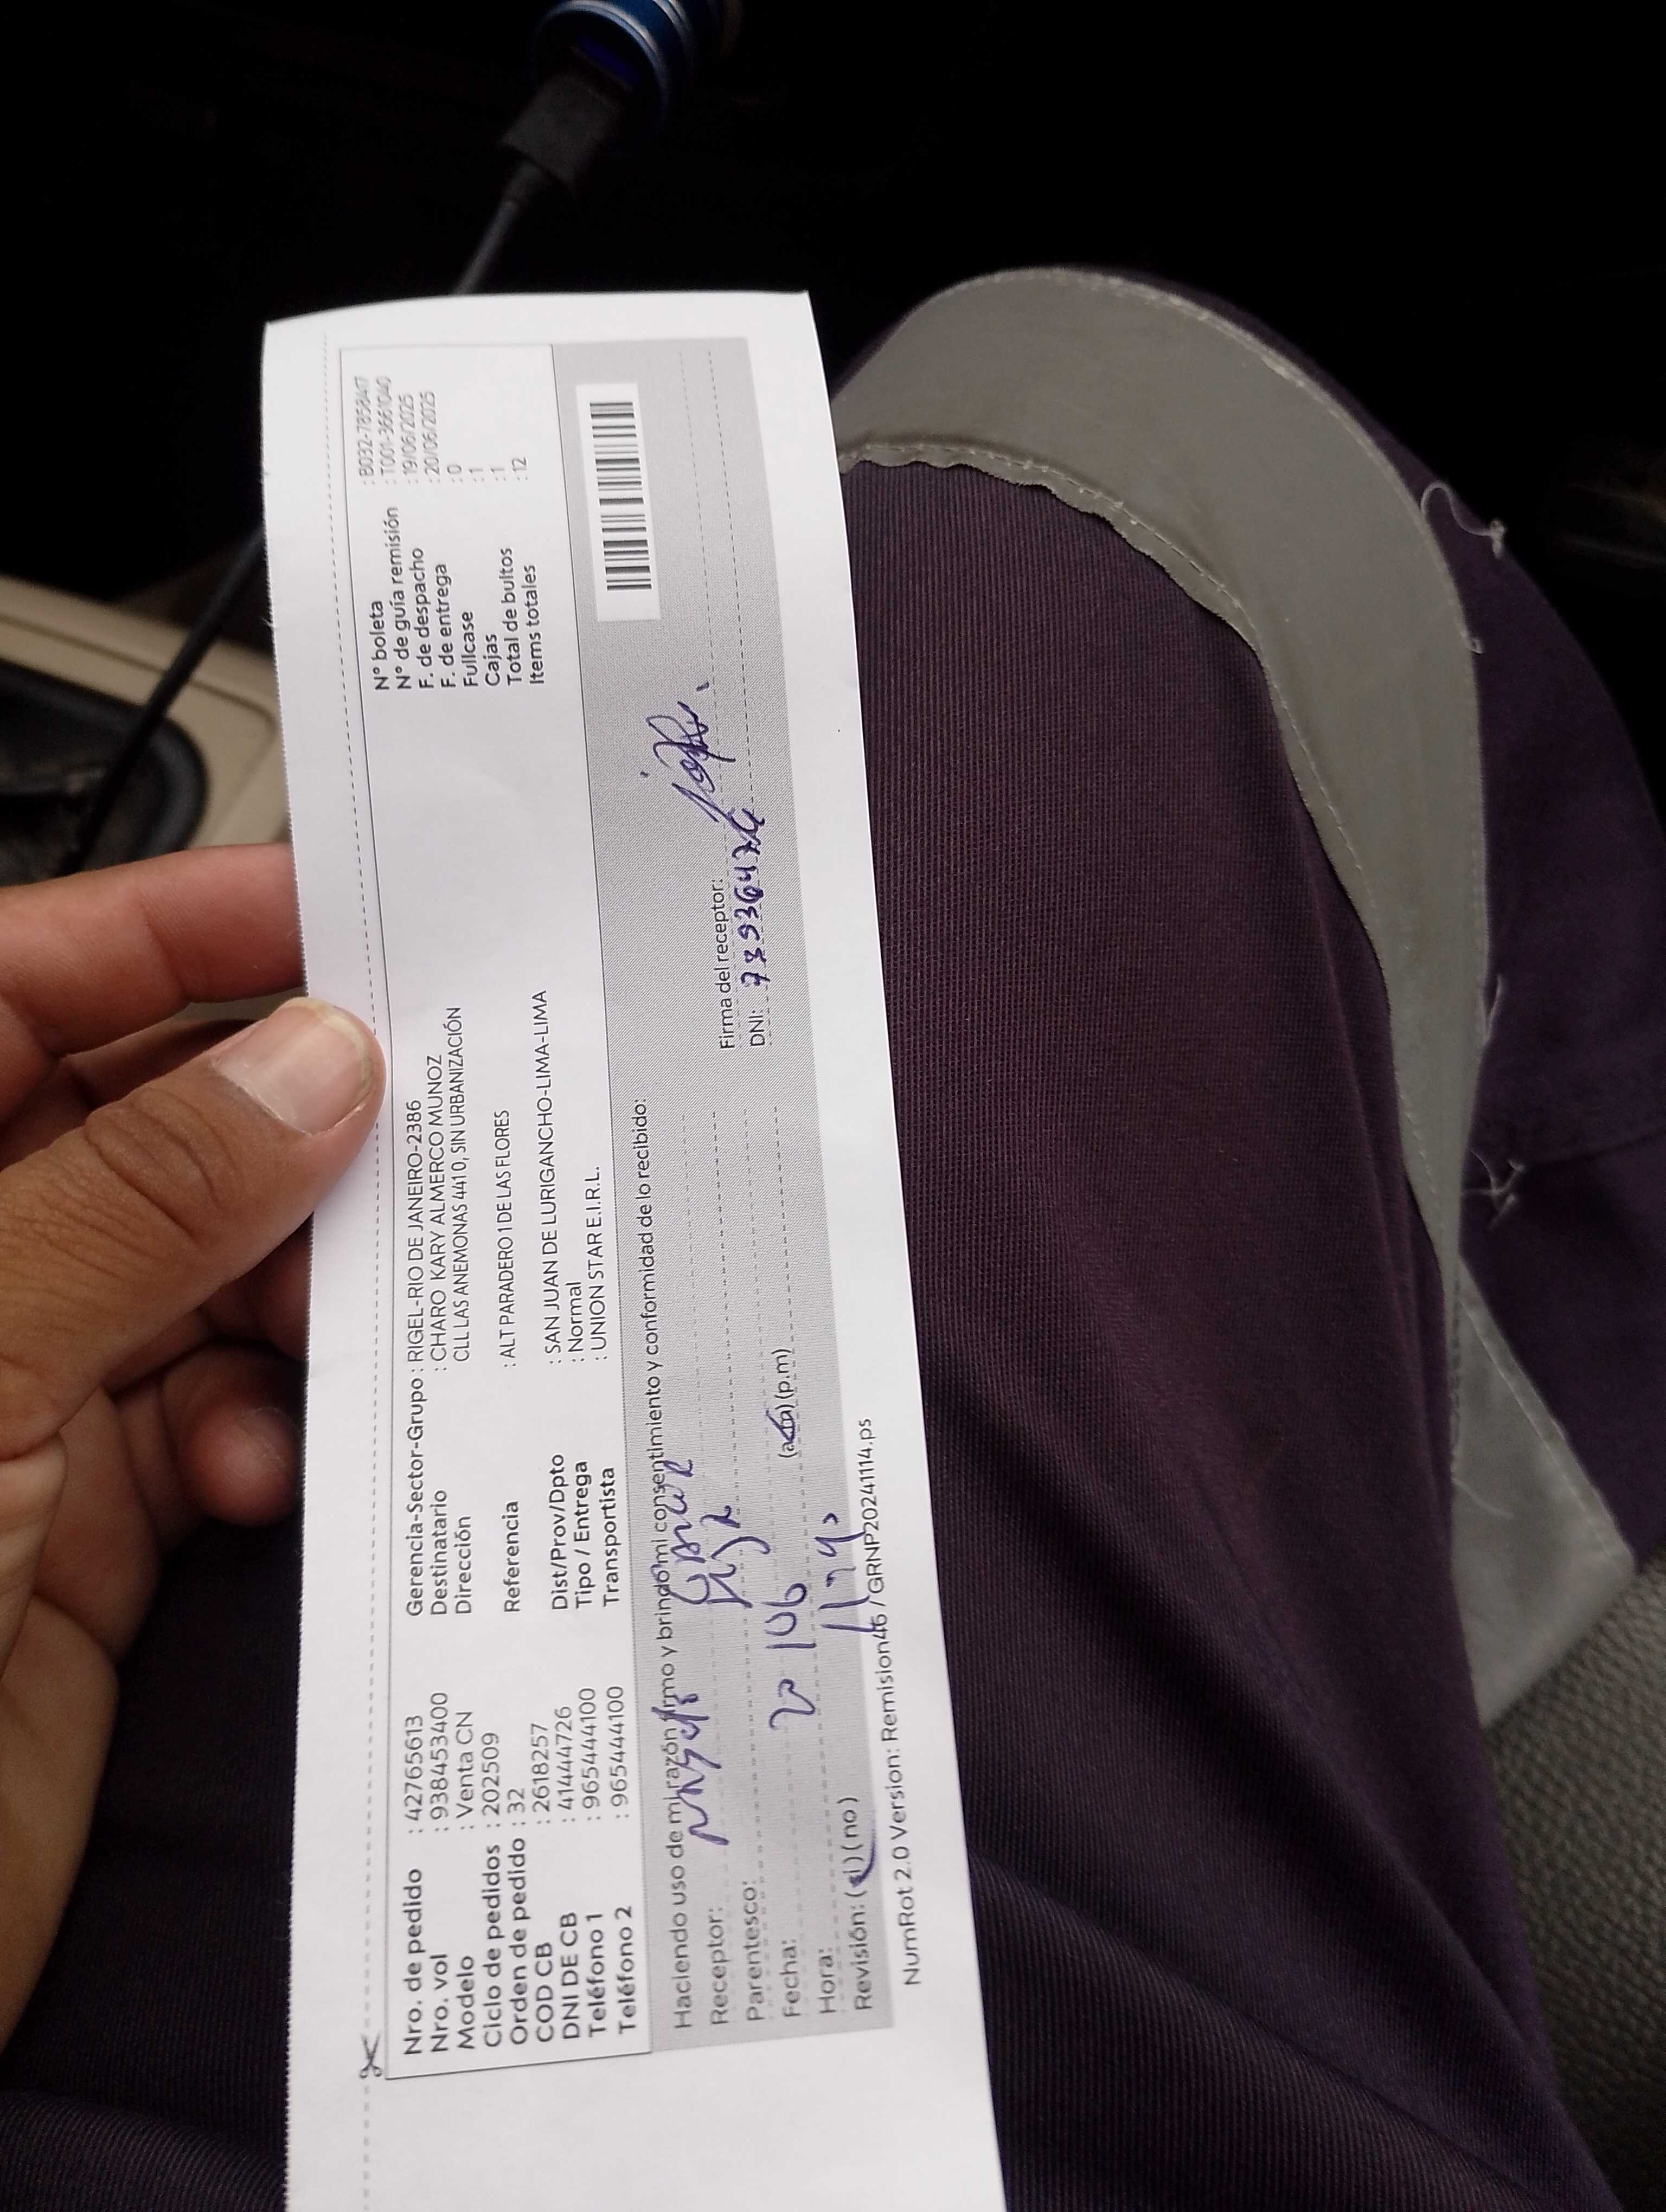 Nro. de pedido : 42765613
Nro. vol : 938453400
Modelo : Venta CN
Ciclo de pedidos : 202509
Orden de pedido : 32
COD CB : 2618257
DNI DE CB : 41444726
Teléfono 1 : 965444100
Teléfono 2 : 965444100
Gerencia-Sector-Grupo : RIGEL-RIO DE JANEIRO-2386
Destinatario : CHARO KARY ALMERCO MUNOZ
Dirección CLL LAS ANEMONAS 4410, SIN URBANIZACIÓN
Referencia : ALT PARADERO 1 DE LAS FLORES
Dist/Prov/Dpto : SAN JUAN DE LURIGANCHO-LIMA-LIMA
Tipo / Entrega : Normal
Transportista : UNION STAR E.I.R.L.
N° boleta : B032-7858847
N° de guía remisión : T001-3661040
F. de despacho : 19/06/2025
F. de entrega : 20/06/2025
Fullcase : 0
Cajas : 1
Total de bultos : 1
Items totales : 12
Haciendo uso de mi razón firmo y brindo mi consentimiento y conformidad de lo recibido:
Receptor:
Parentesco:
Fecha: 20 106
Hora: (a.m) (p.m)
Revisión: (si) (no)
Firma del receptor:
DNI:
NumRot 2.0 Version: Remision46 / GRNP20241114.ps